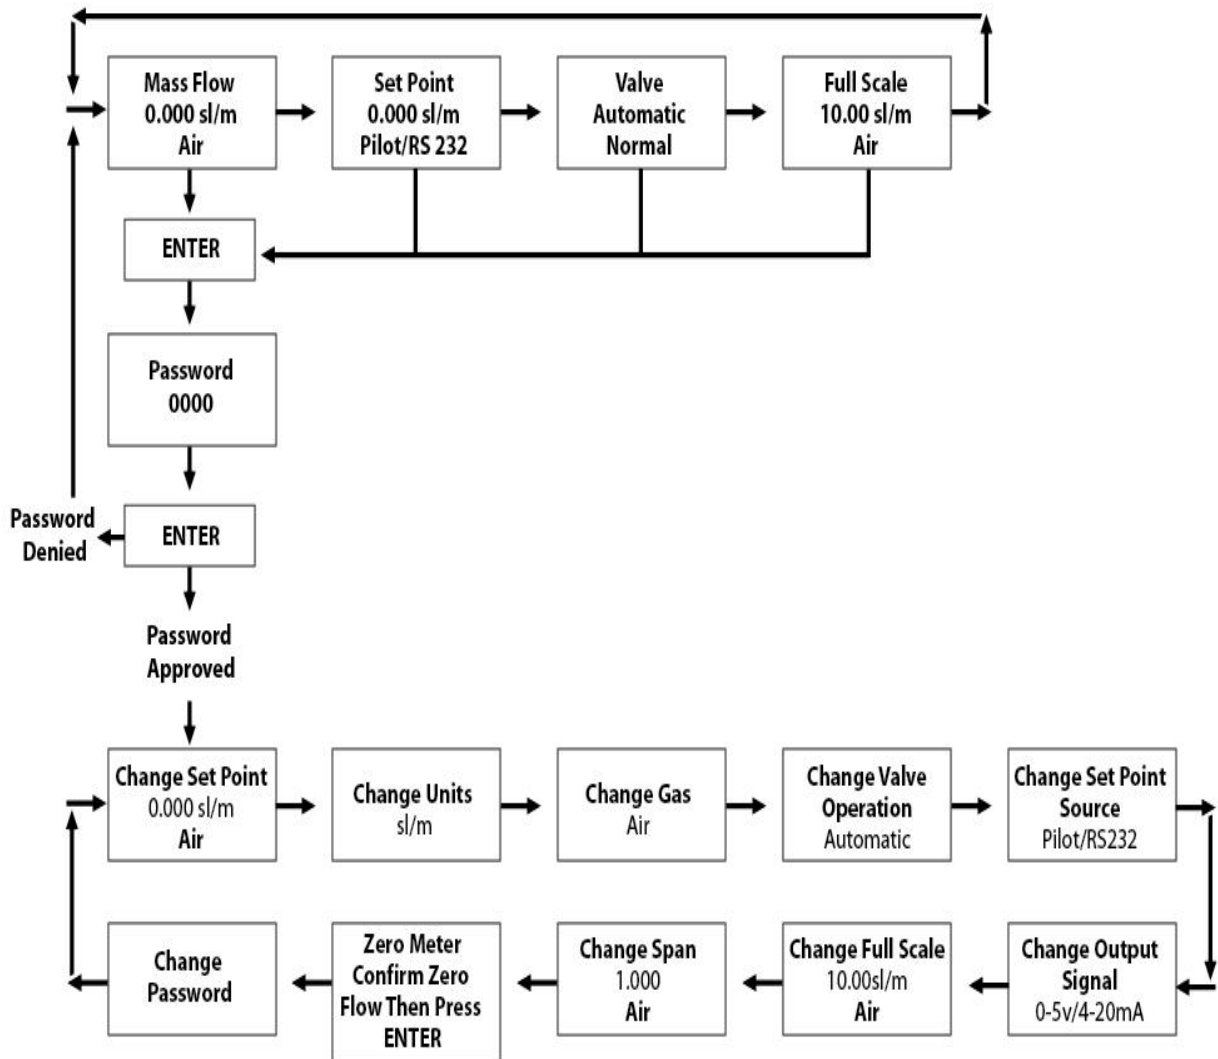 Mass Flow
0.000 sl/m
Air
Set Point
0.000 sl/m
Pilot/RS 232
Valve
Automatic
Normal
Full Scale
10.00 sl/m
Air
ENTER
Password
0000
ENTER
Password
Denied
Password
Approved
Change Set Point
0.000 sl/m
Air
Change Units
sl/m
Change Gas
Air
Change Valve
Operation
Automatic
Change Set Point
Source
Pilot/RS232
Change
Password
Zero Meter
Confirm Zero
Flow Then Press
ENTER
Change Span
1.000
Air
Change Full Scale
10.00sl/m
Air
Change Output
Signal
0-5v/4-20mA